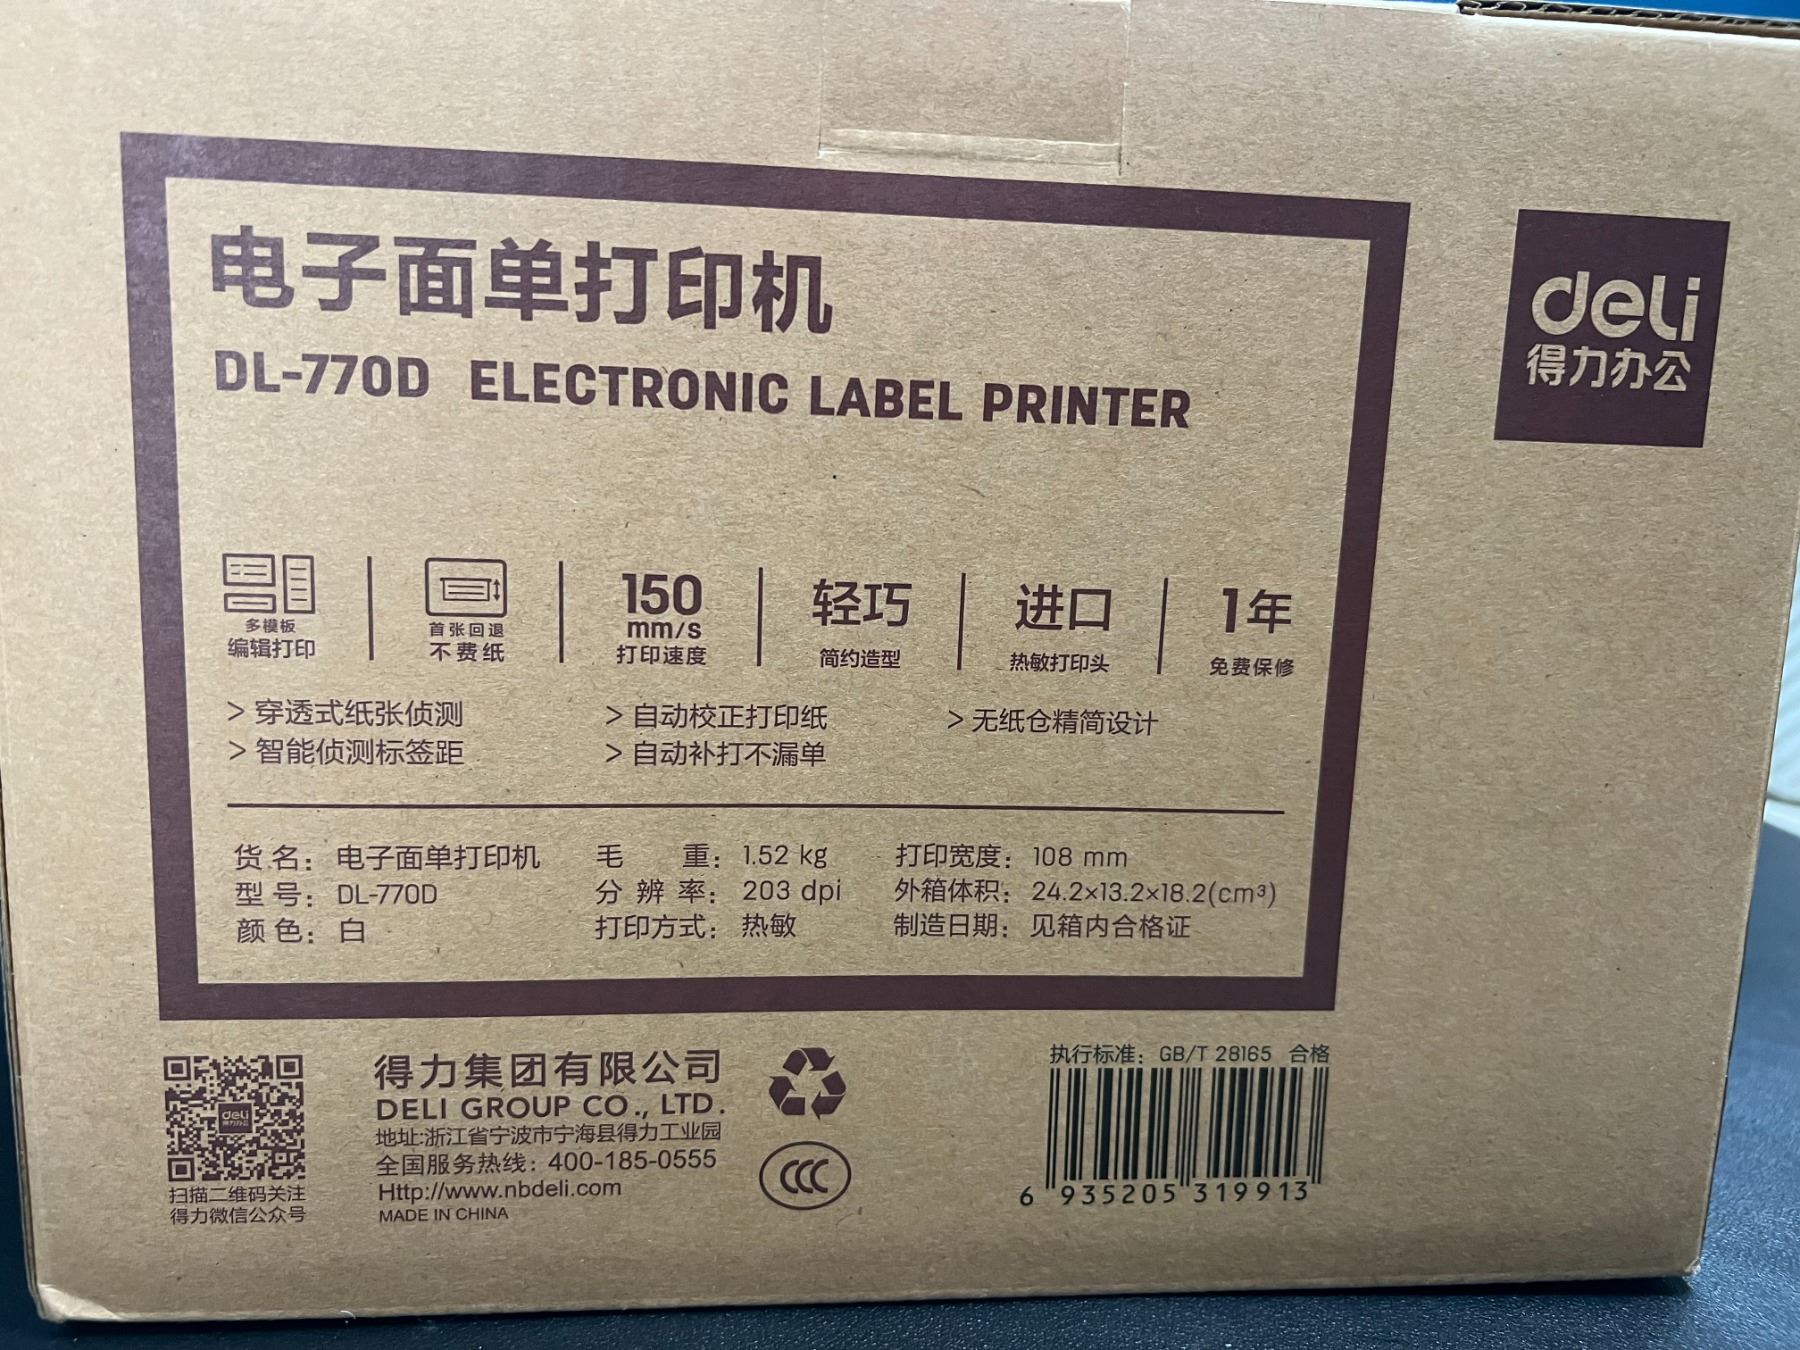 电子面单打印机
DL-770D ELECTRONIC LABEL PRINTER
deli
得力办公
多模板
编辑打印
首张回退
不费纸
150
mm/s
打印速度
轻巧
简约造型
进口
热敏打印头
1年
免费保修
> 穿透式纸张侦测
> 自动校正打印纸
> 无纸仓精简设计
> 智能侦测标签距
> 自动补打不漏单
货 名： 电子面单打印机 毛 重： 1.52 kg 打印宽度： 108 mm
型 号： DL-770D 分 辨 率： 203 dpi 外箱体积： 24.2×13.2×18.2(cm³)
颜 色： 白 打印方式： 热敏 制造日期： 见箱内合格证
deli
得力办公
扫描二维码关注
得力微信公众号
得力集团有限公司
DELI GROUP CO., LTD.
地址:浙江省宁波市宁海县得力工业园
全国服务热线：400-185-0555
Http://www.nbdeli.com
MADE IN CHINA
CCC
执行标准：GB/T 28165 合格
6 935205 319913